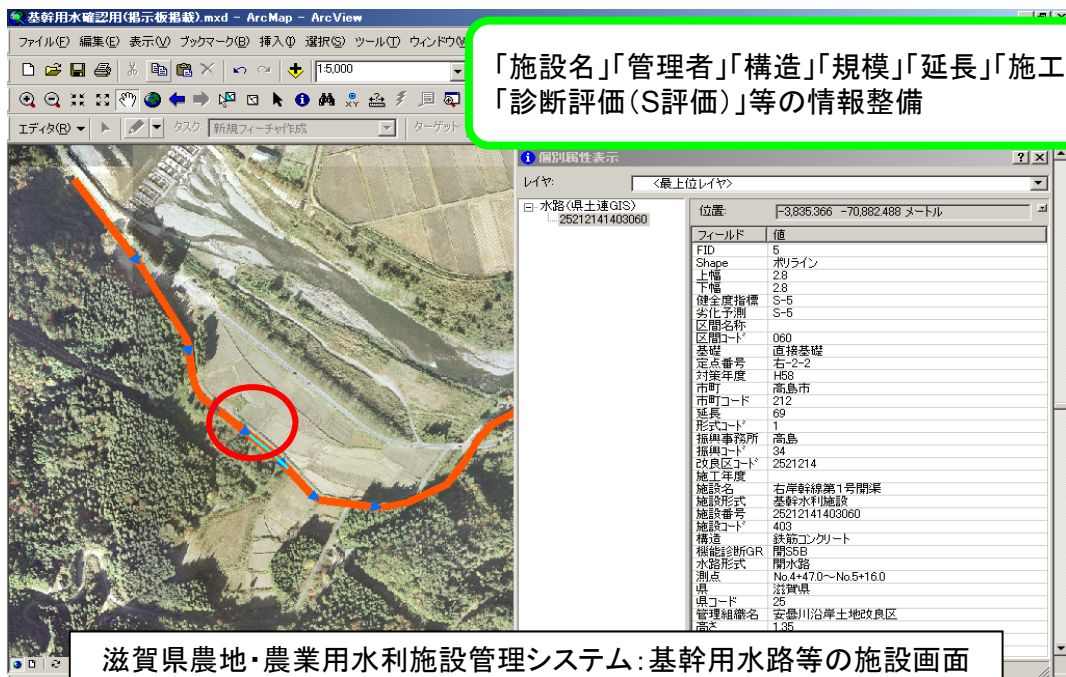 基幹用水確認用(掲示板掲載).mxd - ArcMap - ArcView
ファイル(F) 編集(E) 表示(V) ブックマーク(B) 挿入(I) 選択(S) ツール(T) ウィンドウ(W
1:5,000
エディタ(R) タスク: 新規フィーチャ作成 ターゲット:
「施設名」「管理者」「構造」「規模」「延長」「施工
「診断評価(S評価)」等の情報整備
個別属性表示
レイヤ: <最上位レイヤ>
水路(県土連GIS)
25212141403060
位置: -3,835.366 -70,882.488 メートル
フィールド 値
FID 5
Shape ポリライン
上幅 2.8
下幅 2.8
健全度指標 S-5
劣化予測 S-5
区間名称
区間コード 060
基礎 直接基礎
定点番号 右-2-2
対策年度 H58
市町 高島市
市町コード 212
延長 69
形式コード 1
振興事務所 高島
振興コード 34
改良区コード 2521214
施工年度
施設名 右岸幹線第1号開渠
施設形式 基幹水利施設
施設番号 25212141403060
施設コード 403
構造 鉄筋コンクリート
機能診断GR 開S5B
水路形式 開水路
測点 No.4+47.0～No.5+16.0
県 滋賀県
県コード 25
管理組織名 安曇川沿岸土地改良区
高さ 1.35
滋賀県農地・農業用水利施設管理システム:基幹用水路等の施設画面